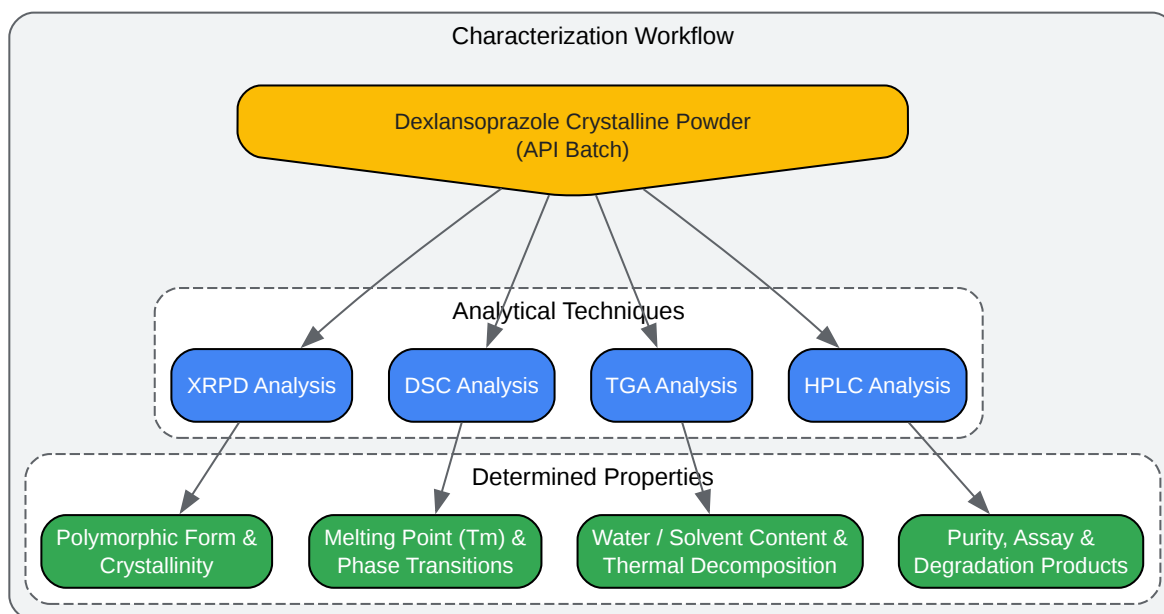 Characterization Workflow
Dexlansoprazole Crystalline Powder
(API Batch)
Analytical Techniques
XRPD Analysis
DSC Analysis
TGA Analysis
HPLC Analysis
Determined Properties
Polymorphic Form &
Crystallinity
Melting Point (Tm) &
Phase Transitions
Water / Solvent Content &
Thermal Decomposition
Purity, Assay &
Degradation Products